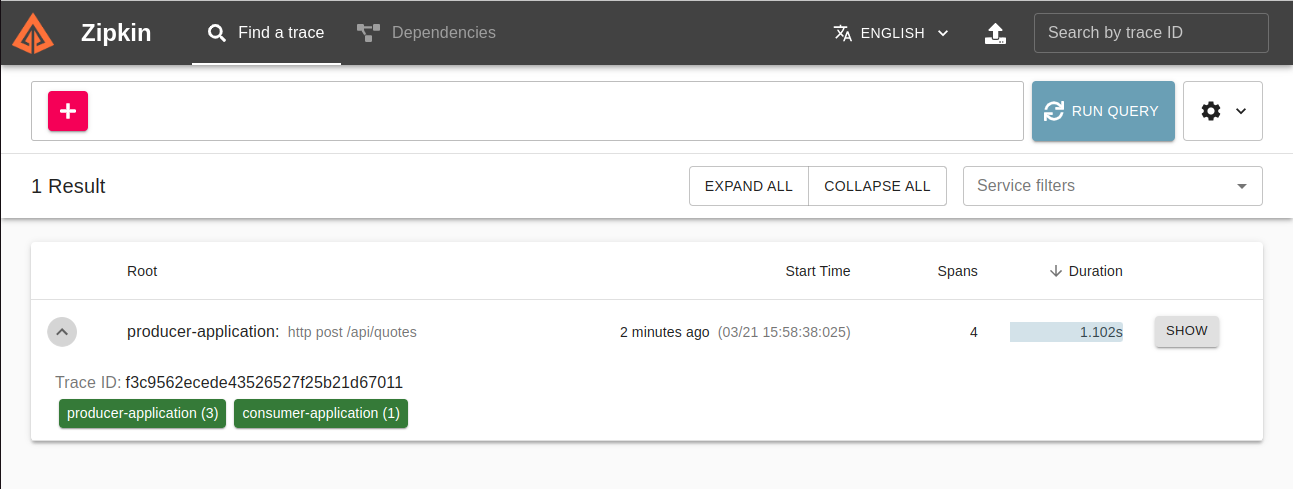 Zipkin Find a trace Dependencies ENGLISH Search by trace ID
RUN QUERY
1 Result EXPAND ALL COLLAPSE ALL Service filters
Root Start Time Spans Duration
producer-application: http post /api/quotes 2 minutes ago (03/21 15:58:38:025) 4 1.102s SHOW
Trace ID: f3c9562ecede43526527f25b21d67011
producer-application (3) consumer-application (1)